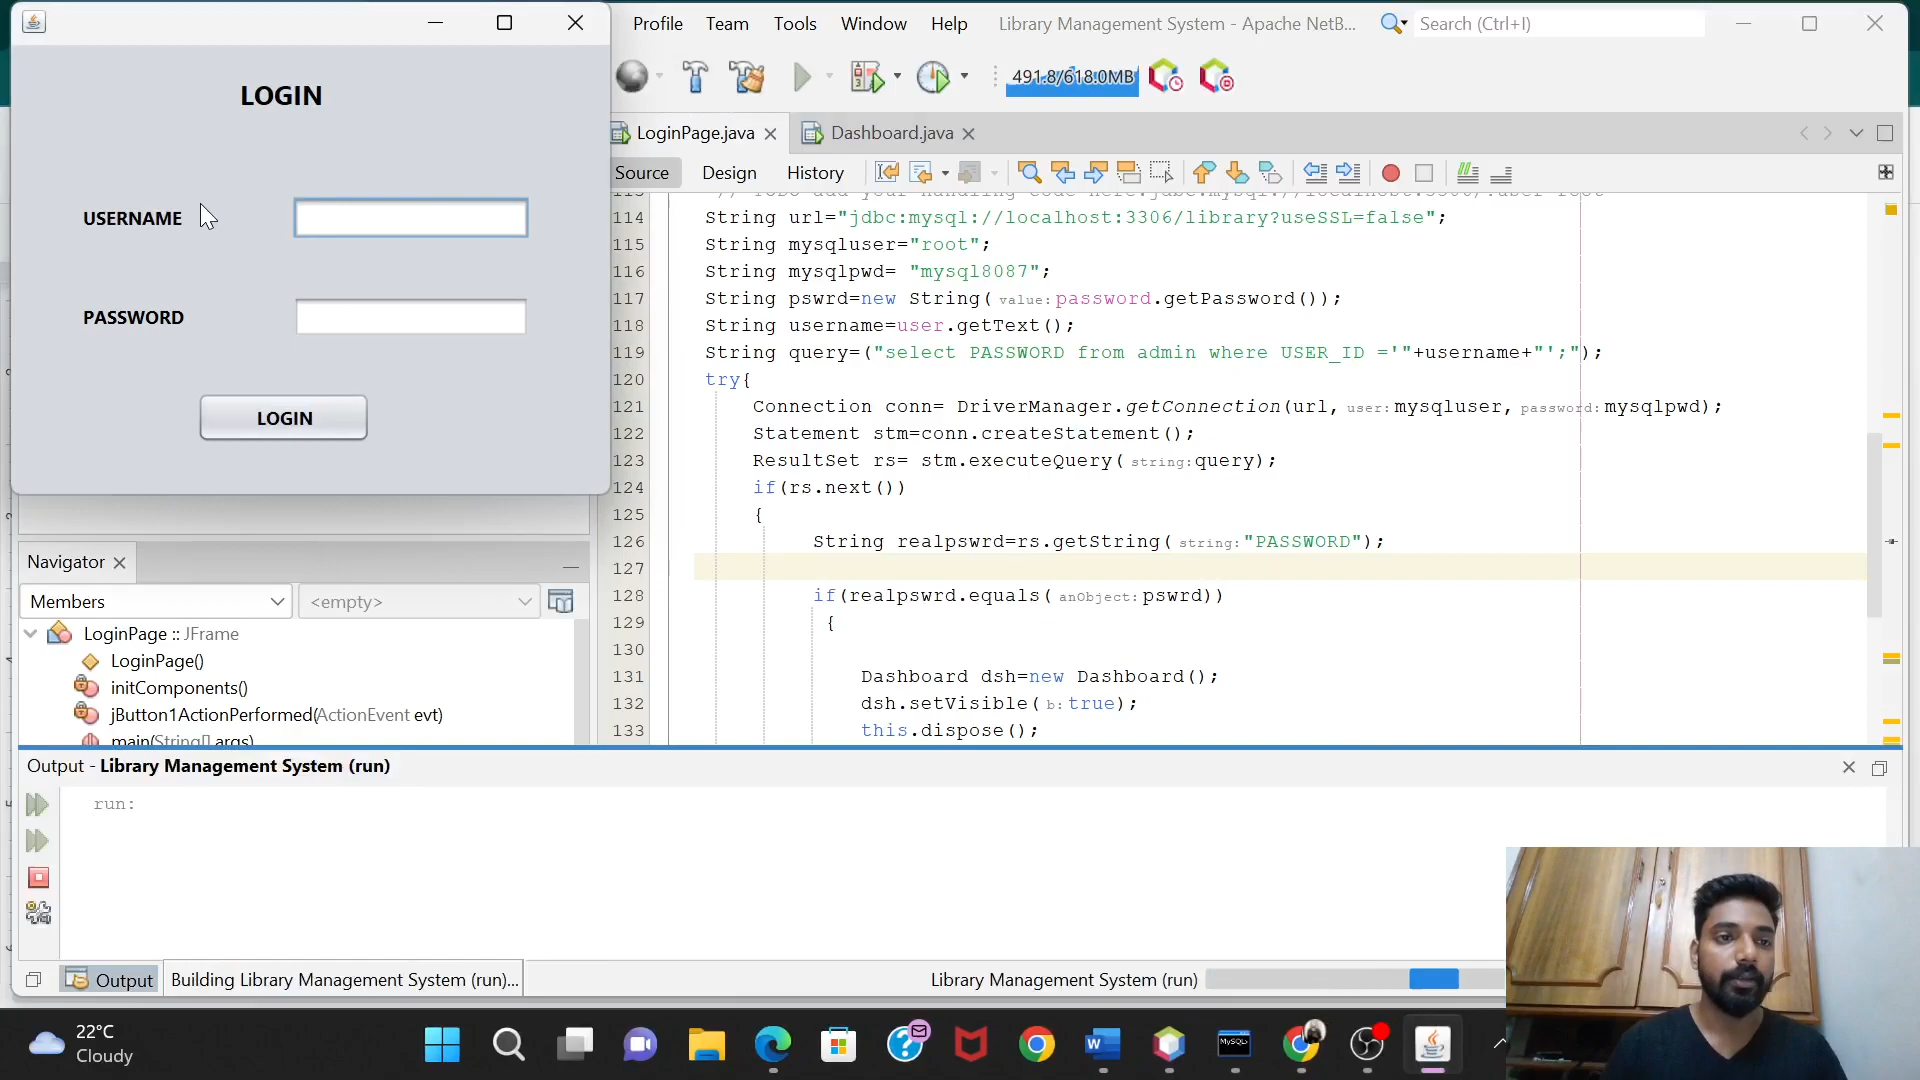 Profile Team Tools Window Help Library Management System - Apache NetB... Search (Ctrl+I)
LOGIN
USERNAME
PASSWORD
LOGIN
491.8/618.0MB
LoginPage.java Dashboard.java
Source Design History
114 String url="jdbc:mysql://localhost:3306/library?useSSL=false";
115 String mysqluser="root";
116 String mysqlpwd= "mysql8087";
117 String pswrd=new String( value:password.getPassword());
118 String username=user.getText();
119 String query=("select PASSWORD from admin where USER_ID ='"+username+"';");
120 try{
121 Connection conn= DriverManager.getConnection(url, user:mysqluser, password:mysqlpwd);
122 Statement stm=conn.createStatement();
123 ResultSet rs= stm.executeQuery( string:query);
124 if(rs.next())
125 {
126 String realpswrd=rs.getString( string:"PASSWORD");
127
128 if(realpswrd.equals( anObject:pswrd))
129 {
130
131 Dashboard dsh=new Dashboard();
132 dsh.setVisible( b:true);
133 this.dispose();
Navigator
Members <empty>
LoginPage :: JFrame
LoginPage()
initComponents()
jButton1ActionPerformed(ActionEvent evt)
main(String[] args)
Output - Library Management System (run)
run:
Output Building Library Management System (run)... Library Management System (run)
22°C
Cloudy